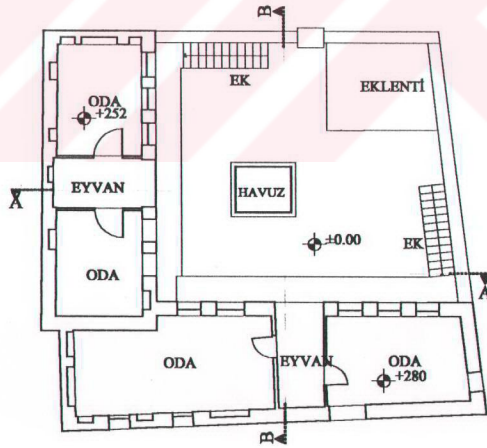 B
ODA
+252
EK
EKLENTİ
EYVAN
A
HAVUZ
ODA
±0.00
EK
A
ODA
EYVAN
ODA
+280
B